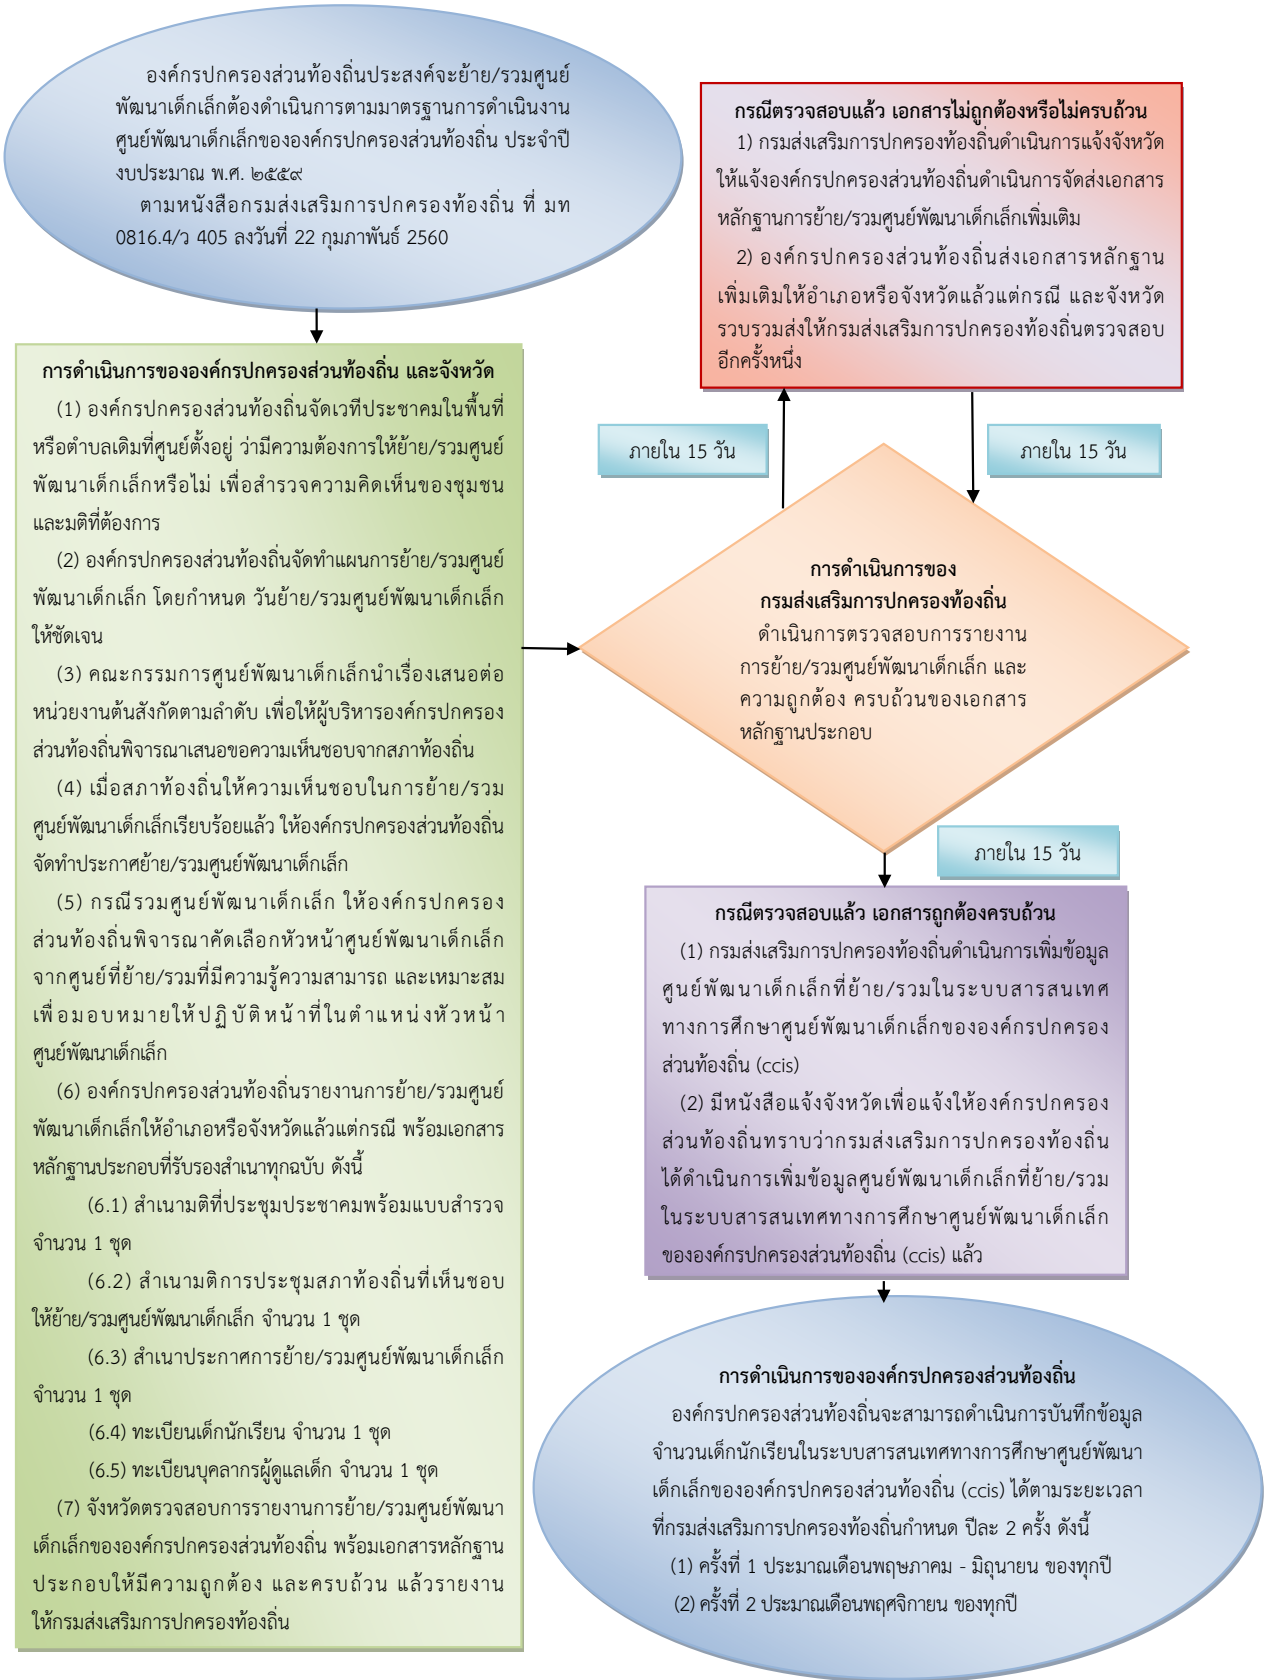 องค์กรปกครองส่วนท้องถิ่นประสงค์จะย้าย/รวมศูนย์
พัฒนาเด็กเล็กต้องดำเนินการตามมาตรฐานการดำเนินงาน
ศูนย์พัฒนาเด็กเล็กขององค์กรปกครองส่วนท้องถิ่น ประจำปี
งบประมาณ พ.ศ. ๒๕๕๙
ตามหนังสือกรมส่งเสริมการปกครองท้องถิ่น ที่ มท
0816.4/ว 405 ลงวันที่ 22 กุมภาพันธ์ 2560
การดำเนินการขององค์กรปกครองส่วนท้องถิ่น และจังหวัด
(1) องค์กรปกครองส่วนท้องถิ่นจัดเวทีประชาคมในพื้นที่
หรือตำบลเดิมที่ศูนย์ตั้งอยู่ ว่ามีความต้องการให้ย้าย/รวมศูนย์
พัฒนาเด็กเล็กหรือไม่ เพื่อสำรวจความคิดเห็นของชุมชน
และมติที่ต้องการ
(2) องค์กรปกครองส่วนท้องถิ่นจัดทำแผนการย้าย/รวมศูนย์
พัฒนาเด็กเล็ก โดยกำหนด วันย้าย/รวมศูนย์พัฒนาเด็กเล็ก
ให้ชัดเจน
(3) คณะกรรมการศูนย์พัฒนาเด็กเล็กนำเรื่องเสนอต่อ
หน่วยงานต้นสังกัดตามลำดับ เพื่อให้ผู้บริหารองค์กรปกครอง
ส่วนท้องถิ่นพิจารณาเสนอขอความเห็นชอบจากสภาท้องถิ่น
(4) เมื่อสภาท้องถิ่นให้ความเห็นชอบในการย้าย/รวม
ศูนย์พัฒนาเด็กเล็กเรียบร้อยแล้ว ให้องค์กรปกครองส่วนท้องถิ่น
จัดทำประกาศย้าย/รวมศูนย์พัฒนาเด็กเล็ก
(5) กรณีรวมศูนย์พัฒนาเด็กเล็ก ให้องค์กรปกครอง
ส่วนท้องถิ่นพิจารณาคัดเลือกหัวหน้าศูนย์พัฒนาเด็กเล็ก
จากศูนย์ที่ย้าย/รวมที่มีความรู้ความสามารถ และเหมาะสม
เพื่อมอบหมายให้ปฏิบัติหน้าที่ในตำแหน่งหัวหน้า
ศูนย์พัฒนาเด็กเล็ก
(6) องค์กรปกครองส่วนท้องถิ่นรายงานการย้าย/รวมศูนย์
พัฒนาเด็กเล็กให้อำเภอหรือจังหวัดแล้วแต่กรณี พร้อมเอกสาร
หลักฐานประกอบที่รับรองสำเนาทุกฉบับ ดังนี้
(6.1) สำเนามติที่ประชุมประชาคมพร้อมแบบสำรวจ
จำนวน 1 ชุด
(6.2) สำเนามติการประชุมสภาท้องถิ่นที่เห็นชอบ
ให้ย้าย/รวมศูนย์พัฒนาเด็กเล็ก จำนวน 1 ชุด
(6.3) สำเนาประกาศการย้าย/รวมศูนย์พัฒนาเด็กเล็ก
จำนวน 1 ชุด
(6.4) ทะเบียนเด็กนักเรียน จำนวน 1 ชุด
(6.5) ทะเบียนบุคลากรผู้ดูแลเด็ก จำนวน 1 ชุด
(7) จังหวัดตรวจสอบการรายงานการย้าย/รวมศูนย์พัฒนา
เด็กเล็กขององค์กรปกครองส่วนท้องถิ่น พร้อมเอกสารหลักฐาน
ประกอบให้มีความถูกต้อง และครบถ้วน แล้วรายงาน
ให้กรมส่งเสริมการปกครองท้องถิ่น
กรณีตรวจสอบแล้ว เอกสารไม่ถูกต้องหรือไม่ครบถ้วน
1) กรมส่งเสริมการปกครองท้องถิ่นดำเนินการแจ้งจังหวัด
ให้แจ้งองค์กรปกครองส่วนท้องถิ่นดำเนินการจัดส่งเอกสาร
หลักฐานการย้าย/รวมศูนย์พัฒนาเด็กเล็กเพิ่มเติม
2) องค์กรปกครองส่วนท้องถิ่นส่งเอกสารหลักฐาน
เพิ่มเติมให้อำเภอหรือจังหวัดแล้วแต่กรณี และจังหวัด
รวบรวมส่งให้กรมส่งเสริมการปกครองท้องถิ่นตรวจสอบ
อีกครั้งหนึ่ง
ภายใน 15 วัน
ภายใน 15 วัน
การดำเนินการของ
กรมส่งเสริมการปกครองท้องถิ่น
ดำเนินการตรวจสอบการรายงาน
การย้าย/รวมศูนย์พัฒนาเด็กเล็ก และ
ความถูกต้อง ครบถ้วนของเอกสาร
หลักฐานประกอบ
ภายใน 15 วัน
กรณีตรวจสอบแล้ว เอกสารถูกต้องครบถ้วน
(1) กรมส่งเสริมการปกครองท้องถิ่นดำเนินการเพิ่มข้อมูล
ศูนย์พัฒนาเด็กเล็กที่ย้าย/รวมในระบบสารสนเทศ
ทางการศึกษาศูนย์พัฒนาเด็กเล็กขององค์กรปกครอง
ส่วนท้องถิ่น (ccis)
(2) มีหนังสือแจ้งจังหวัดเพื่อแจ้งให้องค์กรปกครอง
ส่วนท้องถิ่นทราบว่ากรมส่งเสริมการปกครองท้องถิ่น
ได้ดำเนินการเพิ่มข้อมูลศูนย์พัฒนาเด็กเล็กที่ย้าย/รวม
ในระบบสารสนเทศทางการศึกษาศูนย์พัฒนาเด็กเล็ก
ขององค์กรปกครองส่วนท้องถิ่น (ccis) แล้ว
การดำเนินการขององค์กรปกครองส่วนท้องถิ่น
องค์กรปกครองส่วนท้องถิ่นจะสามารถดำเนินการบันทึกข้อมูล
จำนวนเด็กนักเรียนในระบบสารสนเทศทางการศึกษาศูนย์พัฒนา
เด็กเล็กขององค์กรปกครองส่วนท้องถิ่น (ccis) ได้ตามระยะเวลา
ที่กรมส่งเสริมการปกครองท้องถิ่นกำหนด ปีละ 2 ครั้ง ดังนี้
(1) ครั้งที่ 1 ประมาณเดือนพฤษภาคม - มิถุนายน ของทุกปี
(2) ครั้งที่ 2 ประมาณเดือนพฤศจิกายน ของทุกปี